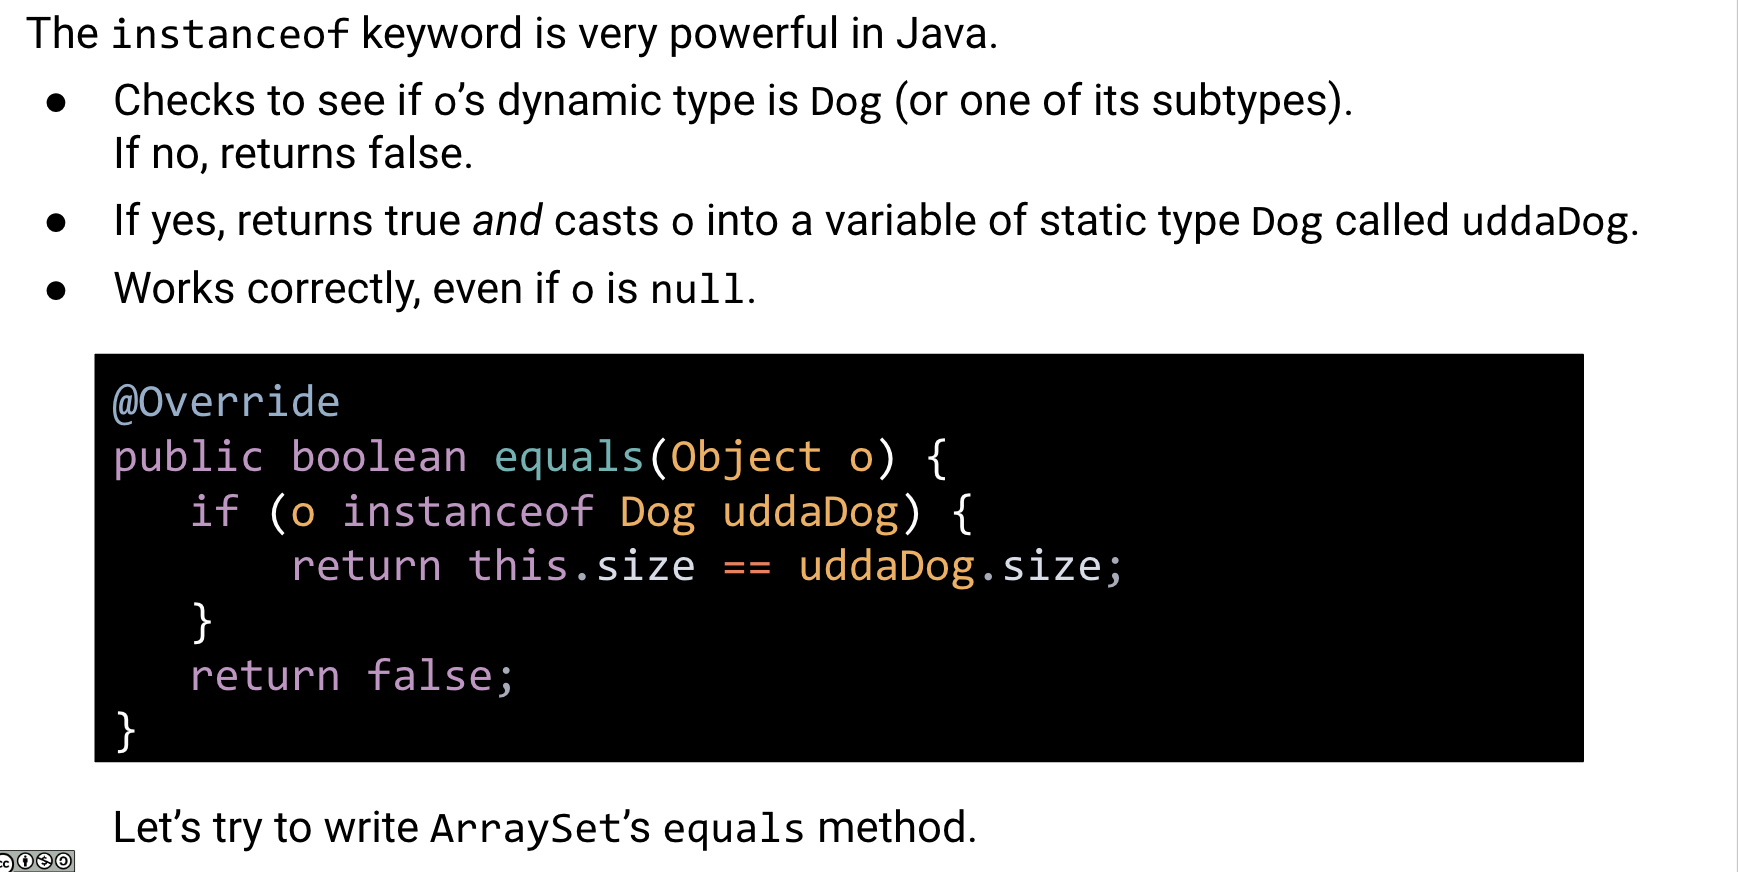 The instanceof keyword is very powerful in Java.
● Checks to see if o’s dynamic type is Dog (or one of its subtypes).
If no, returns false.
● If yes, returns true and casts o into a variable of static type Dog called uddaDog.
● Works correctly, even if o is null.
@Override
public boolean equals(Object o) {
   if (o instanceof Dog uddaDog) {
       return this.size == uddaDog.size;
   }
   return false;
}
Let’s try to write ArraySet’s equals method.
cc